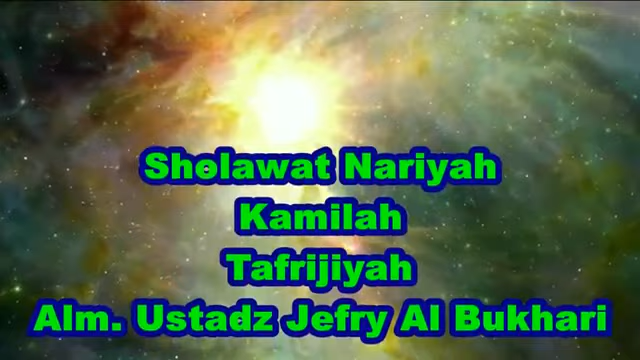 Sholawat Nariyah
Kamilah
Tafrijiyah
Alm. Ustadz Jefry Al Bukhari